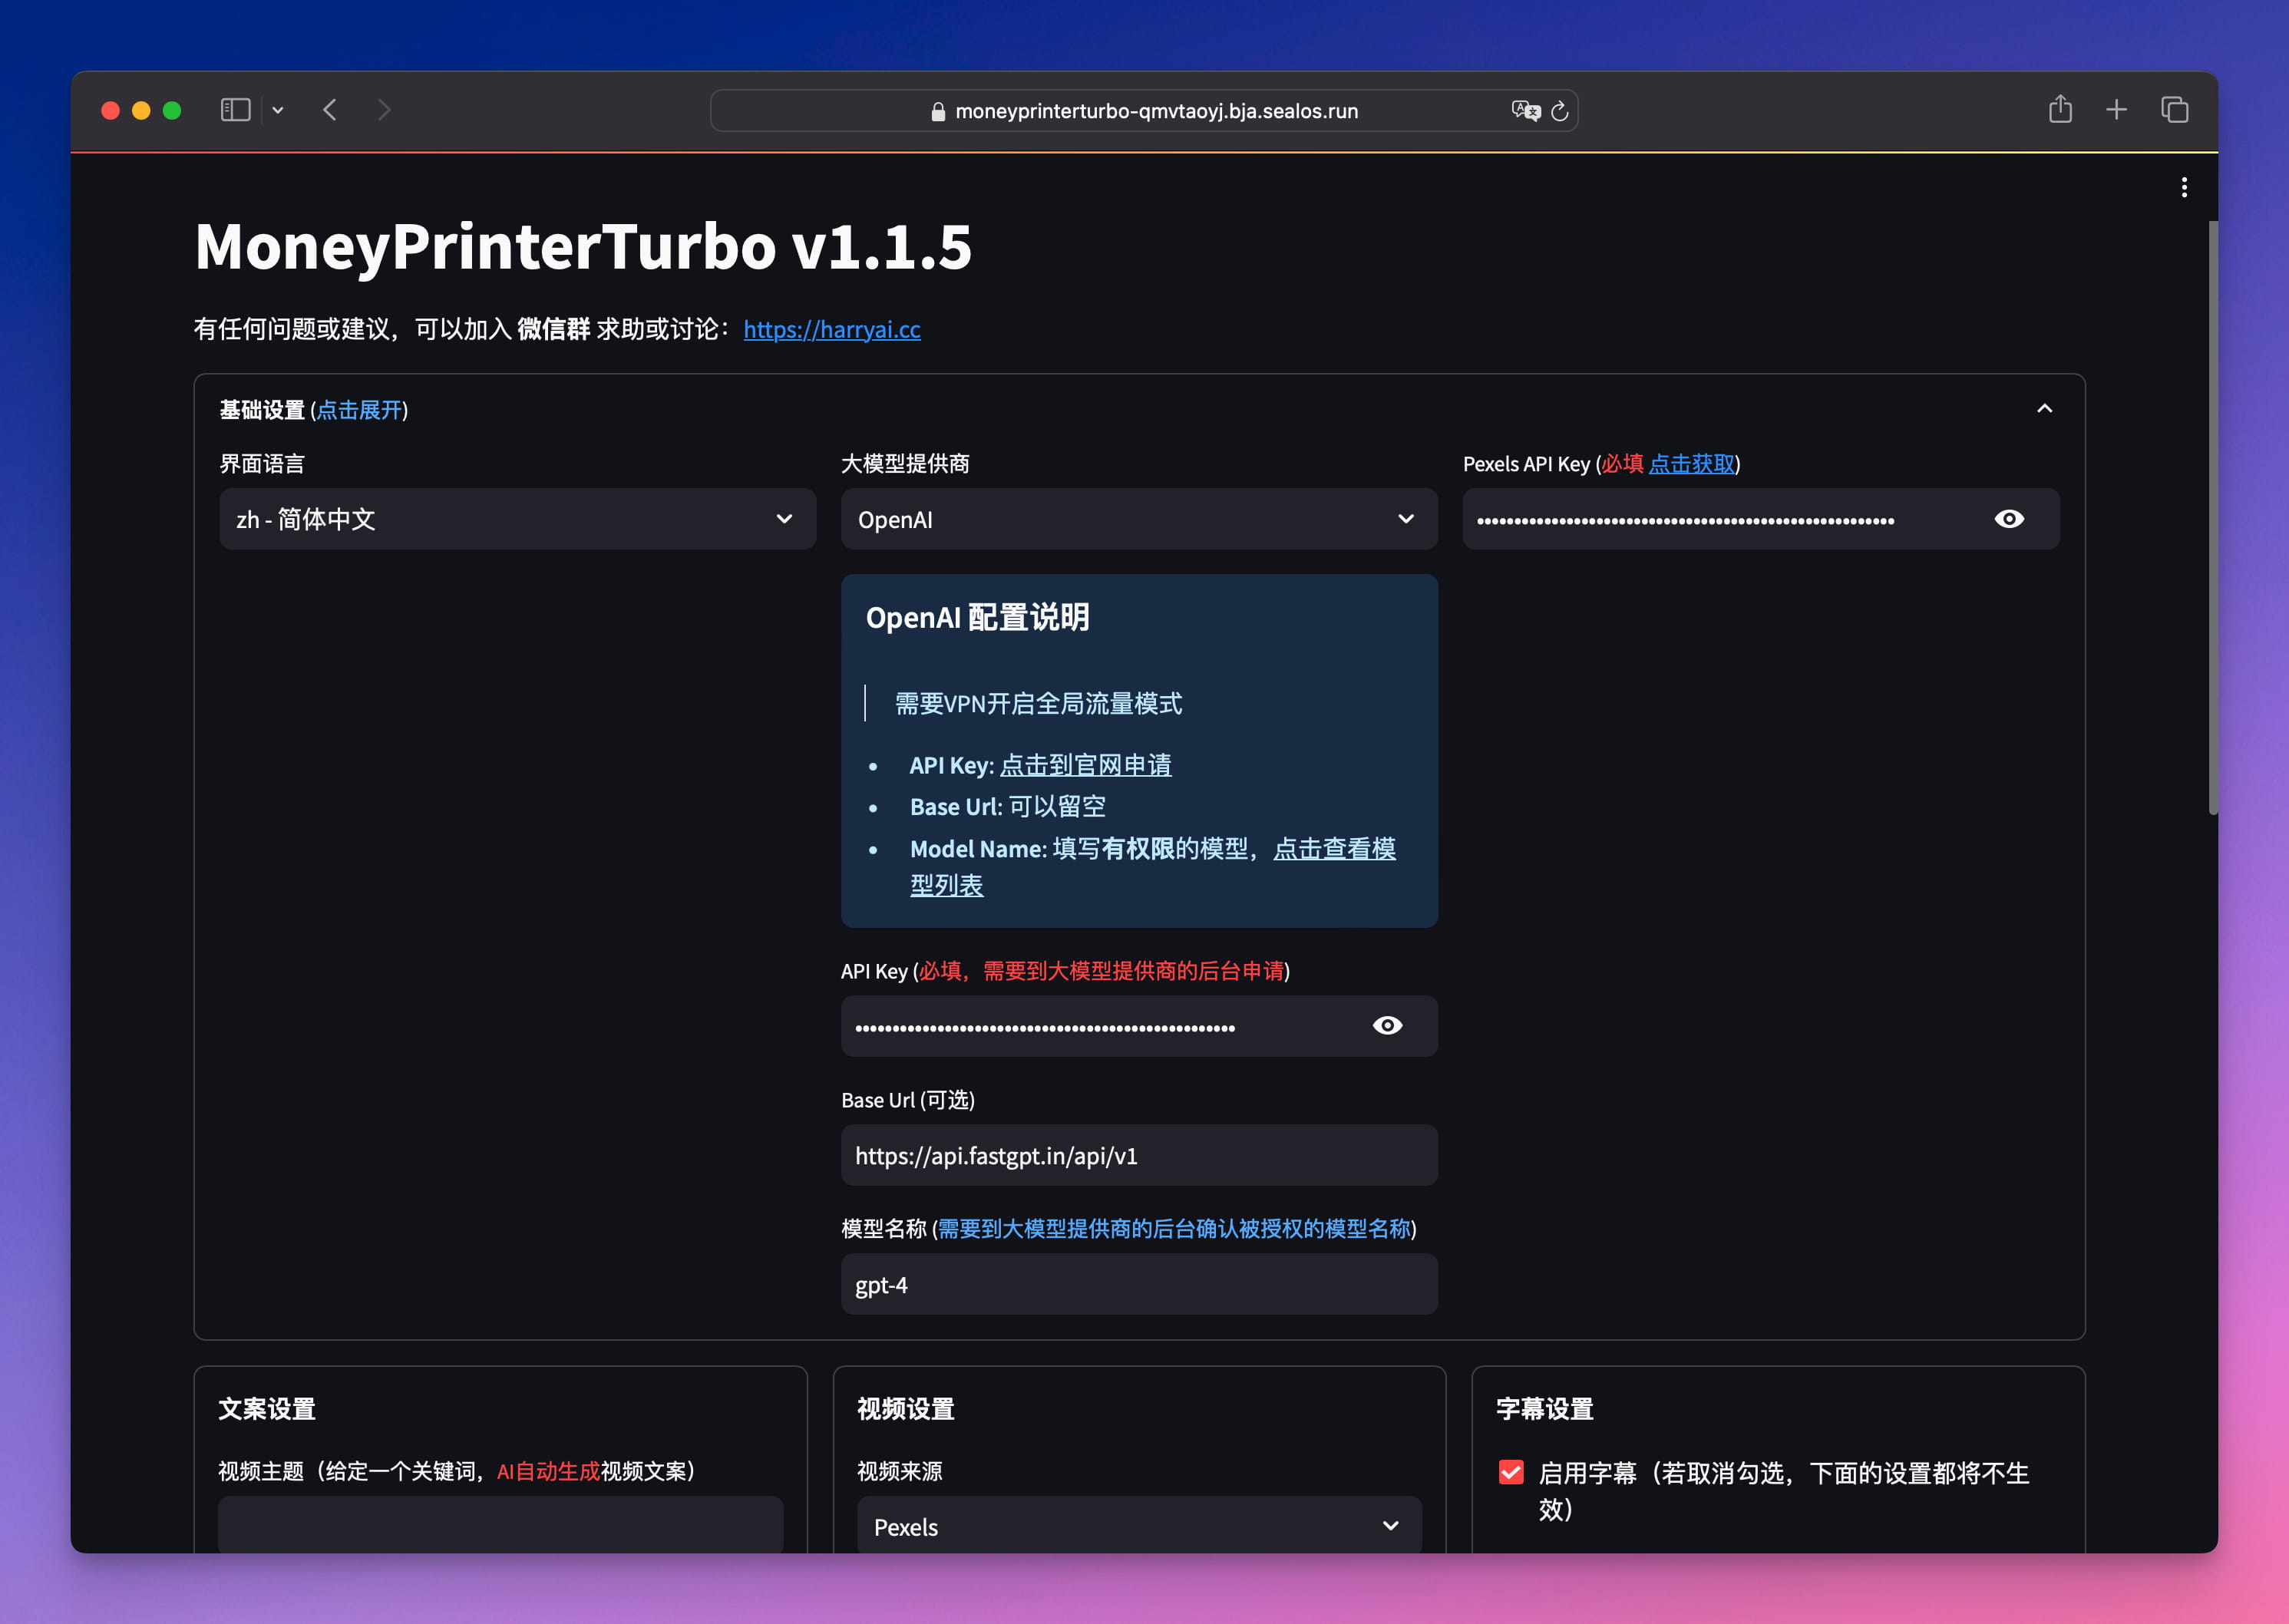 moneyprinterturbo-qmvtaoyj.bja.sealos.run
MoneyPrinterTurbo v1.1.5
有任何问题或建议，可以加入 微信群 求助或讨论：https://harryai.cc
基础设置 (点击展开)
界面语言
zh - 简体中文
大模型提供商
OpenAI
OpenAI 配置说明
需要VPN开启全局流量模式
• API Key: 点击到官网申请
• Base Url: 可以留空
• Model Name: 填写有权限的模型，点击查看模
型列表
API Key (必填，需要到大模型提供商的后台申请)
Base Url (可选)
https://api.fastgpt.in/api/v1
模型名称 (需要到大模型提供商的后台确认被授权的模型名称)
gpt-4
Pexels API Key (必填 点击获取)
文案设置
视频主题（给定一个关键词，AI自动生成视频文案）
视频设置
视频来源
Pexels
字幕设置
启用字幕（若取消勾选，下面的设置都将不生
效）